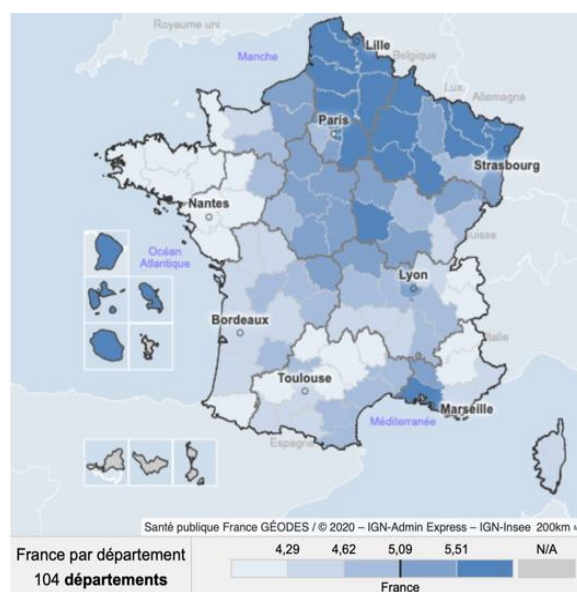 Royaume uni
Lille
Manche
Belgique
Lux.
Allemagne
Paris
Strasbourg
Nantes
Suisse
Océan
Atlantique
Lyon
Bordeaux
Italie
Toulouse
Marseille
Méditerranée
Espagne
Santé publique France GÉODES / © 2020 – IGN-Admin Express – IGN-Insee 200km
France par département
104 départements
4,29 4,62 5,09 5,51 N/A
France